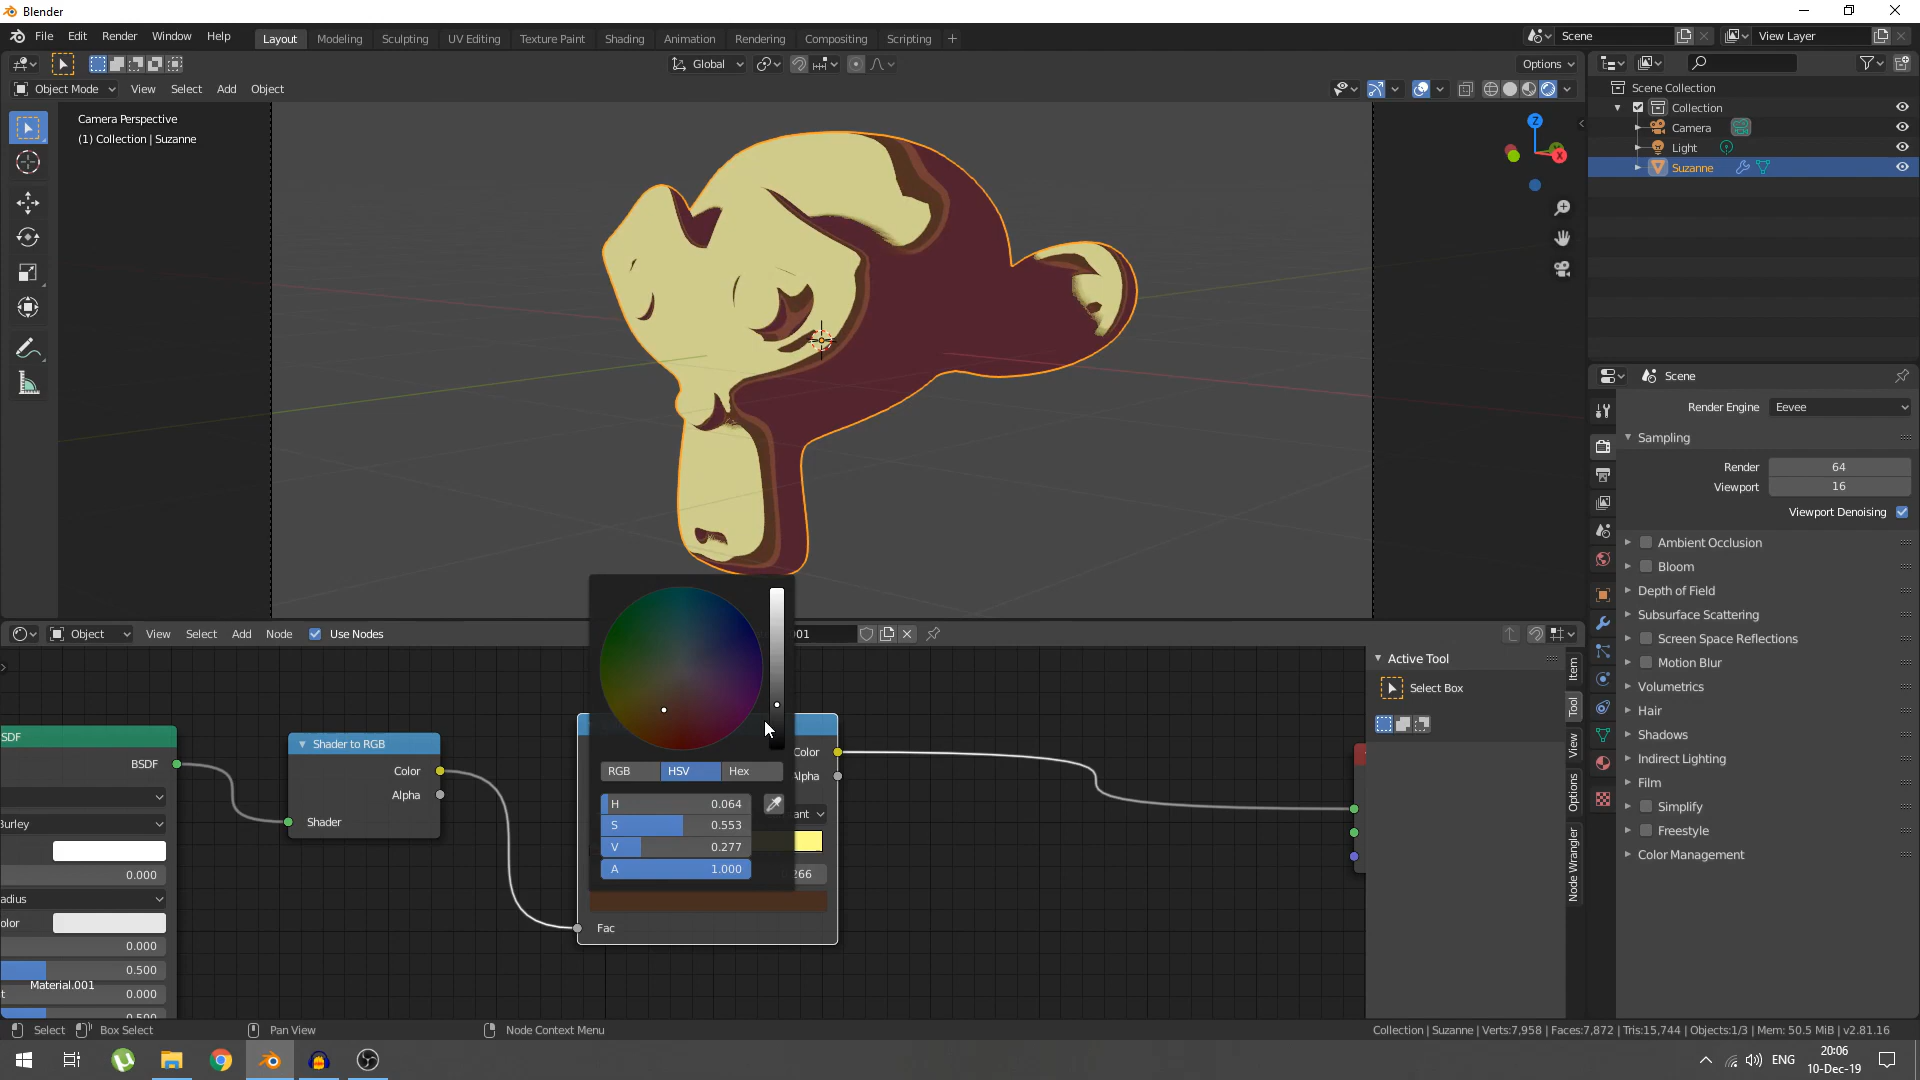 Blender
File Edit Render Window Help
Layout Modeling Sculpting UV Editing Texture Paint Shading Animation Rendering Compositing Scripting
Scene
View Layer
Global
Options
Object Mode View Select Add Object
Camera Perspective
(1) Collection | Suzanne
Z
X
Scene Collection
Collection
Camera
Light
Suzanne
Scene
Render Engine Eevee
Sampling
Render 64
Viewport 16
Viewport Denoising
Ambient Occlusion
Bloom
Depth of Field
Subsurface Scattering
Screen Space Reflections
Motion Blur
Volumetrics
Hair
Shadows
Indirect Lighting
Film
Simplify
Freestyle
Color Management
Object View Select Add Node Use Nodes
001
Active Tool
Select Box
Item
Tool
View
Options
Node Wrangler
SDF
BSDF
urley
0.000
adius
olor
0.000
0.500
t 0.000
0.500
Material.001
Shader to RGB
Color
Alpha
Shader
Color
Alpha
ant
266
Fac
RGB HSV Hex
H 0.064
S 0.553
V 0.277
A 1.000
Select Box Select Pan View Node Context Menu
Collection | Suzanne | Verts:7,958 | Faces:7,872 | Tris:15,744 | Objects:1/3 | Mem: 50.5 MiB | v2.81.16
ENG
20:06
10-Dec-19